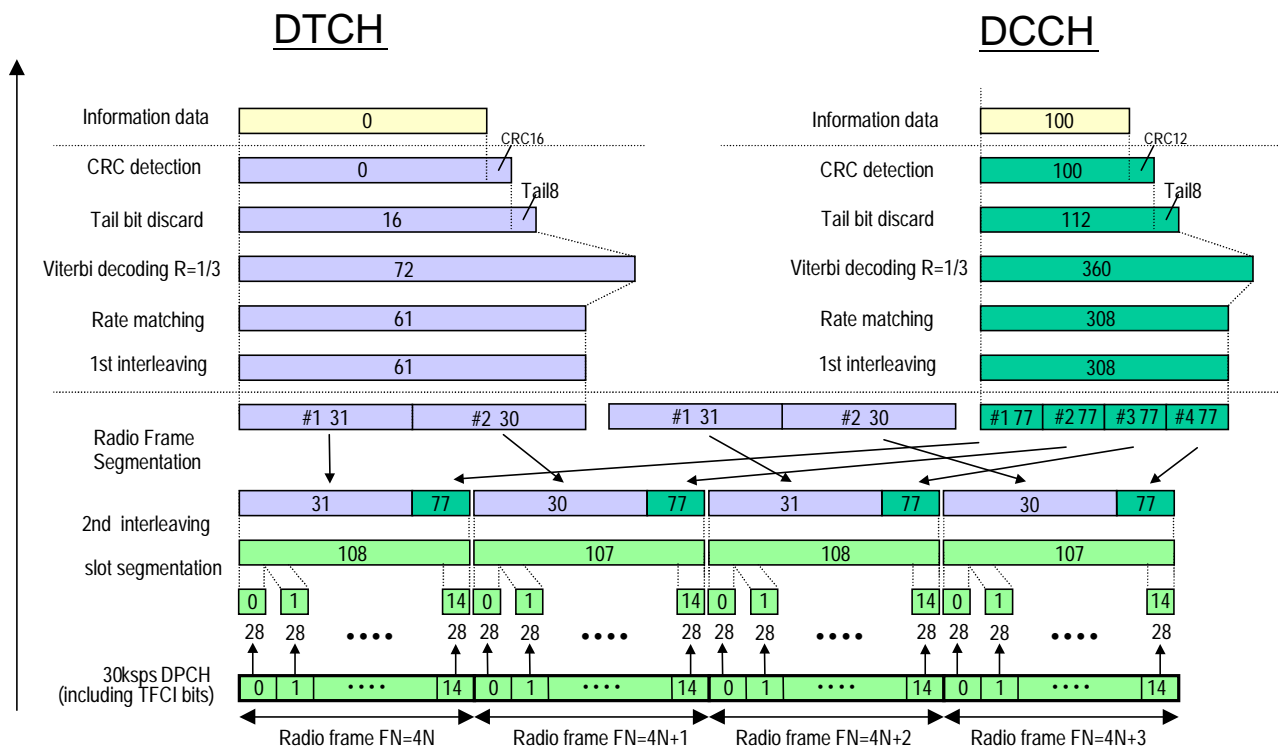 DTCH DCCH
Information data 0 Information data 100
CRC16 CRC12
CRC detection 0 CRC detection 100
Tail8 Tail8
Tail bit discard 16 Tail bit discard 112
Viterbi decoding R=1/3 72 Viterbi decoding R=1/3 360
Rate matching 61 Rate matching 308
1st interleaving 61 1st interleaving 308
#1 31 #2 30 #1 31 #2 30 #1 77 #2 77 #3 77 #4 77
Radio Frame
Segmentation
31 77 30 77 31 77 30 77
2nd interleaving
108 107 108 107
slot segmentation
0 1 14 0 1 14 0 1 14 0 1 14
28 28 •••• 28 28 28 •••• 28 28 28 •••• 28 28 28 •••• 28
30ksps DPCH
(including TFCI bits)
0 1 •••• 14 0 1 •••• 14 0 1 •••• 14 0 1 •••• 14
Radio frame FN=4N Radio frame FN=4N+1 Radio frame FN=4N+2 Radio frame FN=4N+3